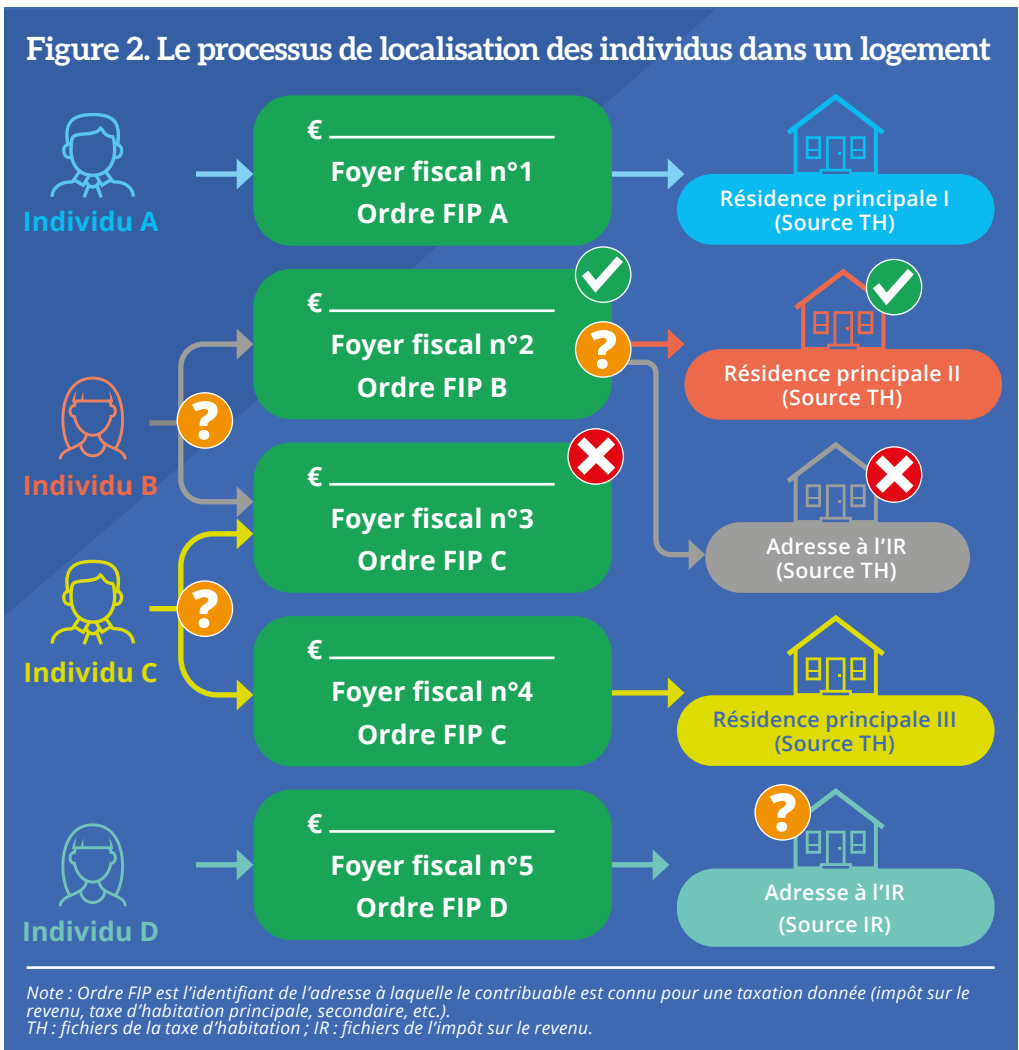 Figure 2. Le processus de localisation des individus dans un logement
Individu A
€
Foyer fiscal n°1
Ordre FIP A
Résidence principale I
(Source TH)
Individu B
?
€
Foyer fiscal n°2
Ordre FIP B
?
Résidence principale II
(Source TH)
€
Foyer fiscal n°3
Ordre FIP C
Adresse à l'IR
(Source TH)
Individu C
?
€
Foyer fiscal n°4
Ordre FIP C
Résidence principale III
(Source TH)
Individu D
€
Foyer fiscal n°5
Ordre FIP D
?
Adresse à l'IR
(Source IR)
Note : Ordre FIP est l'identifiant de l'adresse à laquelle le contribuable est connu pour une taxation donnée (impôt sur le
revenu, taxe d'habitation principale, secondaire, etc.).
TH : fichiers de la taxe d'habitation ; IR : fichiers de l'impôt sur le revenu.